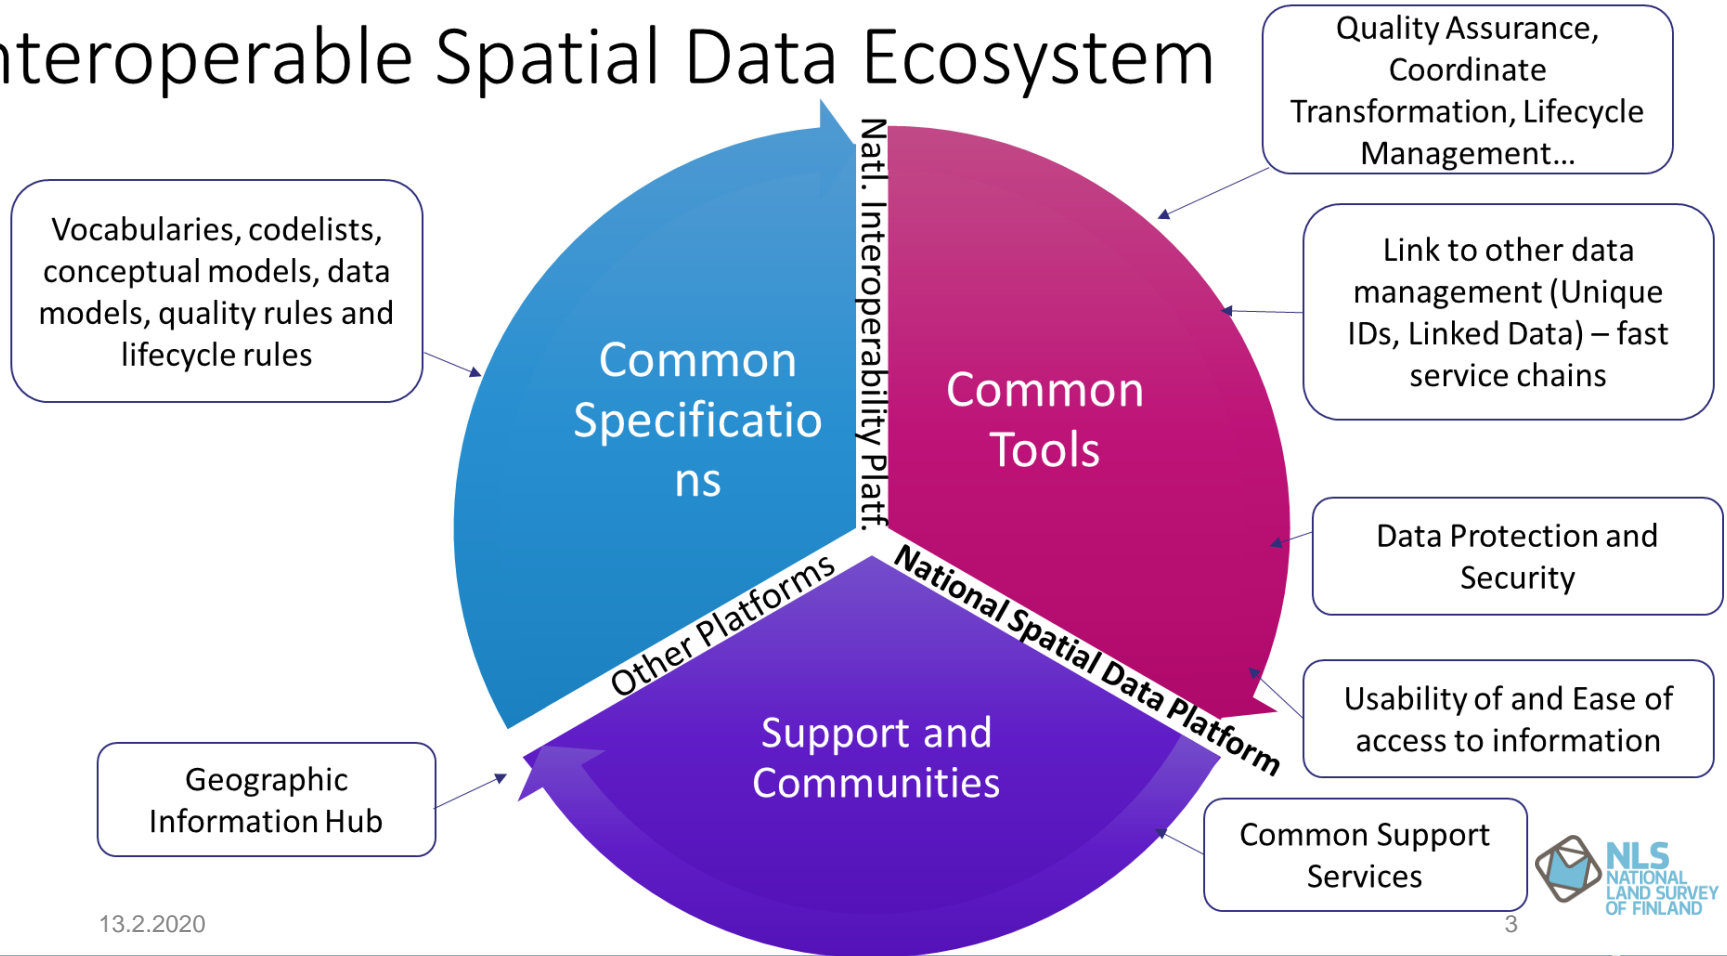 nteroperable Spatial Data Ecosystem
Quality Assurance,
Coordinate
Transformation, Lifecycle
Management...
Vocabularies, codelists,
conceptual models, data
models, quality rules and
lifecycle rules
Link to other data
management (Unique
IDs, Linked Data) – fast
service chains
Common
Specificatio
ns
Natl. Interoperability Platf.
Common
Tools
Data Protection and
Security
Other Platforms
National Spatial Data Platform
Usability of and Ease of
access to information
Support and
Communities
Geographic
Information Hub
Common Support
Services
NLS
NATIONAL
LAND SURVEY
OF FINLAND
13.2.2020
3